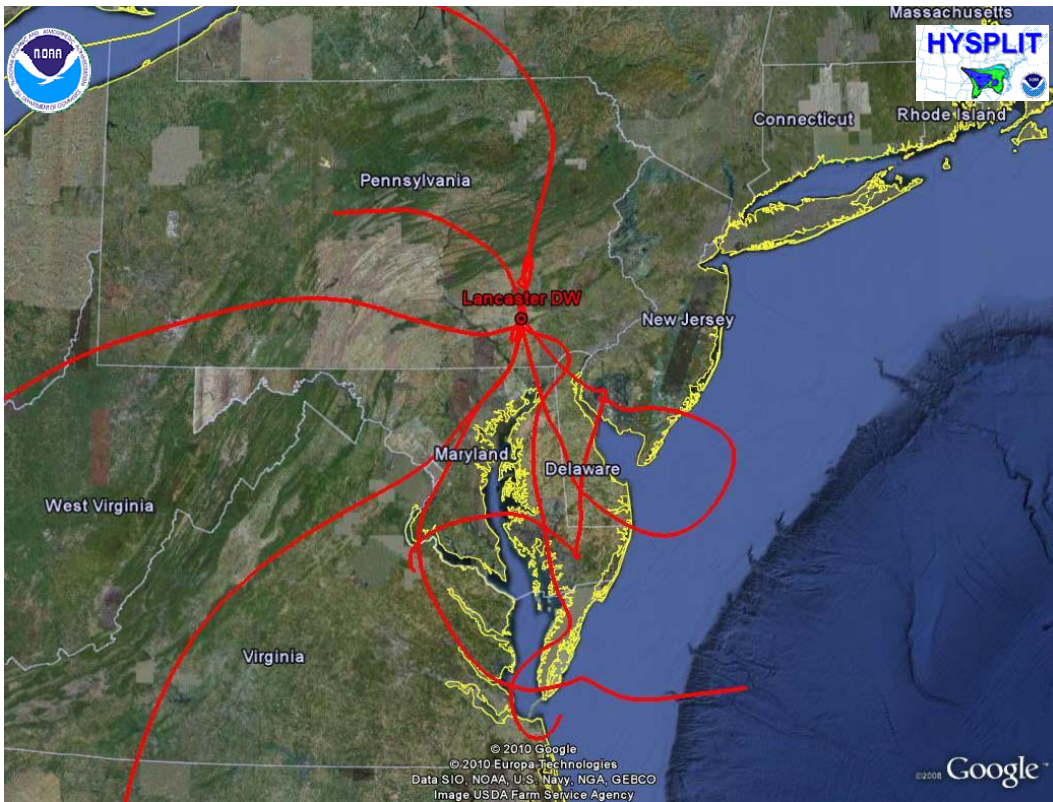 Massachusetts
NOAA
HYSPLIT
Connecticut
Rhode Island
Pennsylvania
Lancaster DW
New Jersey
Maryland
Delaware
West Virginia
Virginia
© 2010 Google
© 2010 Europa Technologies
Data SIO, NOAA, U.S. Navy, NGA, GEBCO
Image USDA Farm Service Agency
©2008 Google